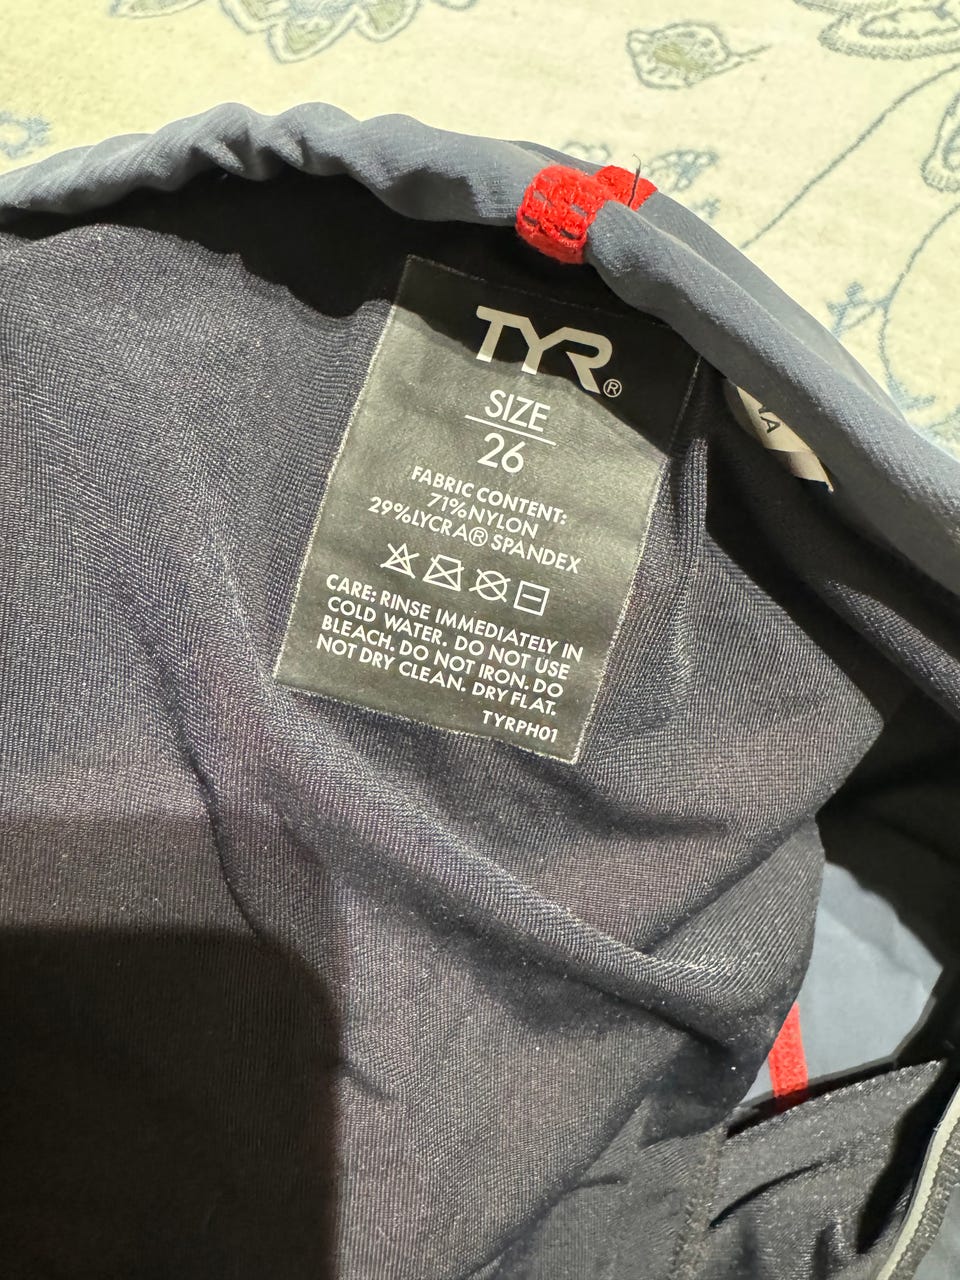 TYR®
SIZE
26
FABRIC CONTENT:
71%NYLON
29%LYCRA® SPANDEX
CARE: RINSE IMMEDIATELY IN
COLD WATER. DO NOT USE
BLEACH. DO NOT IRON. DO
NOT DRY CLEAN. DRY FLAT.
TYRPH01